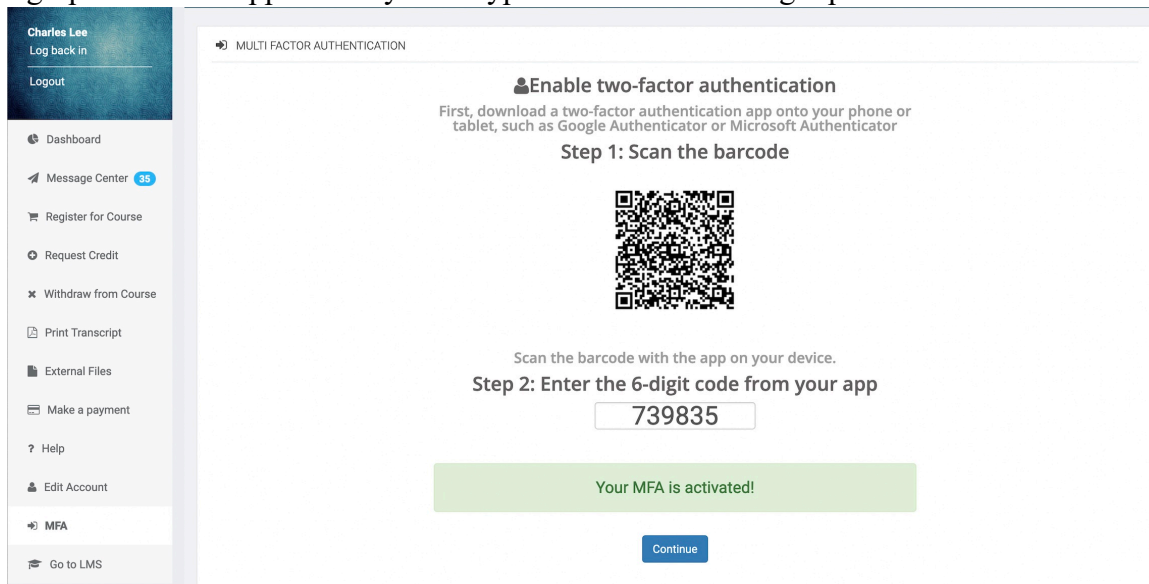 Charles Lee
Log back in
Logout
Dashboard
Message Center 35
Register for Course
Request Credit
Withdraw from Course
Print Transcript
External Files
Make a payment
? Help
Edit Account
MFA
Go to LMS
MULTI FACTOR AUTHENTICATION
Enable two-factor authentication
First, download a two-factor authentication app onto your phone or
tablet, such as Google Authenticator or Microsoft Authenticator
Step 1: Scan the barcode
Scan the barcode with the app on your device.
Step 2: Enter the 6-digit code from your app
739835
Your MFA is activated!
Continue